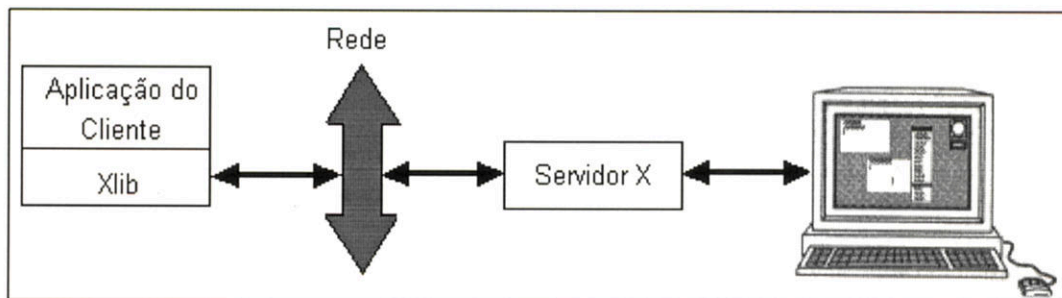 Rede
Aplicação do
Cliente
Xlib
Servidor X